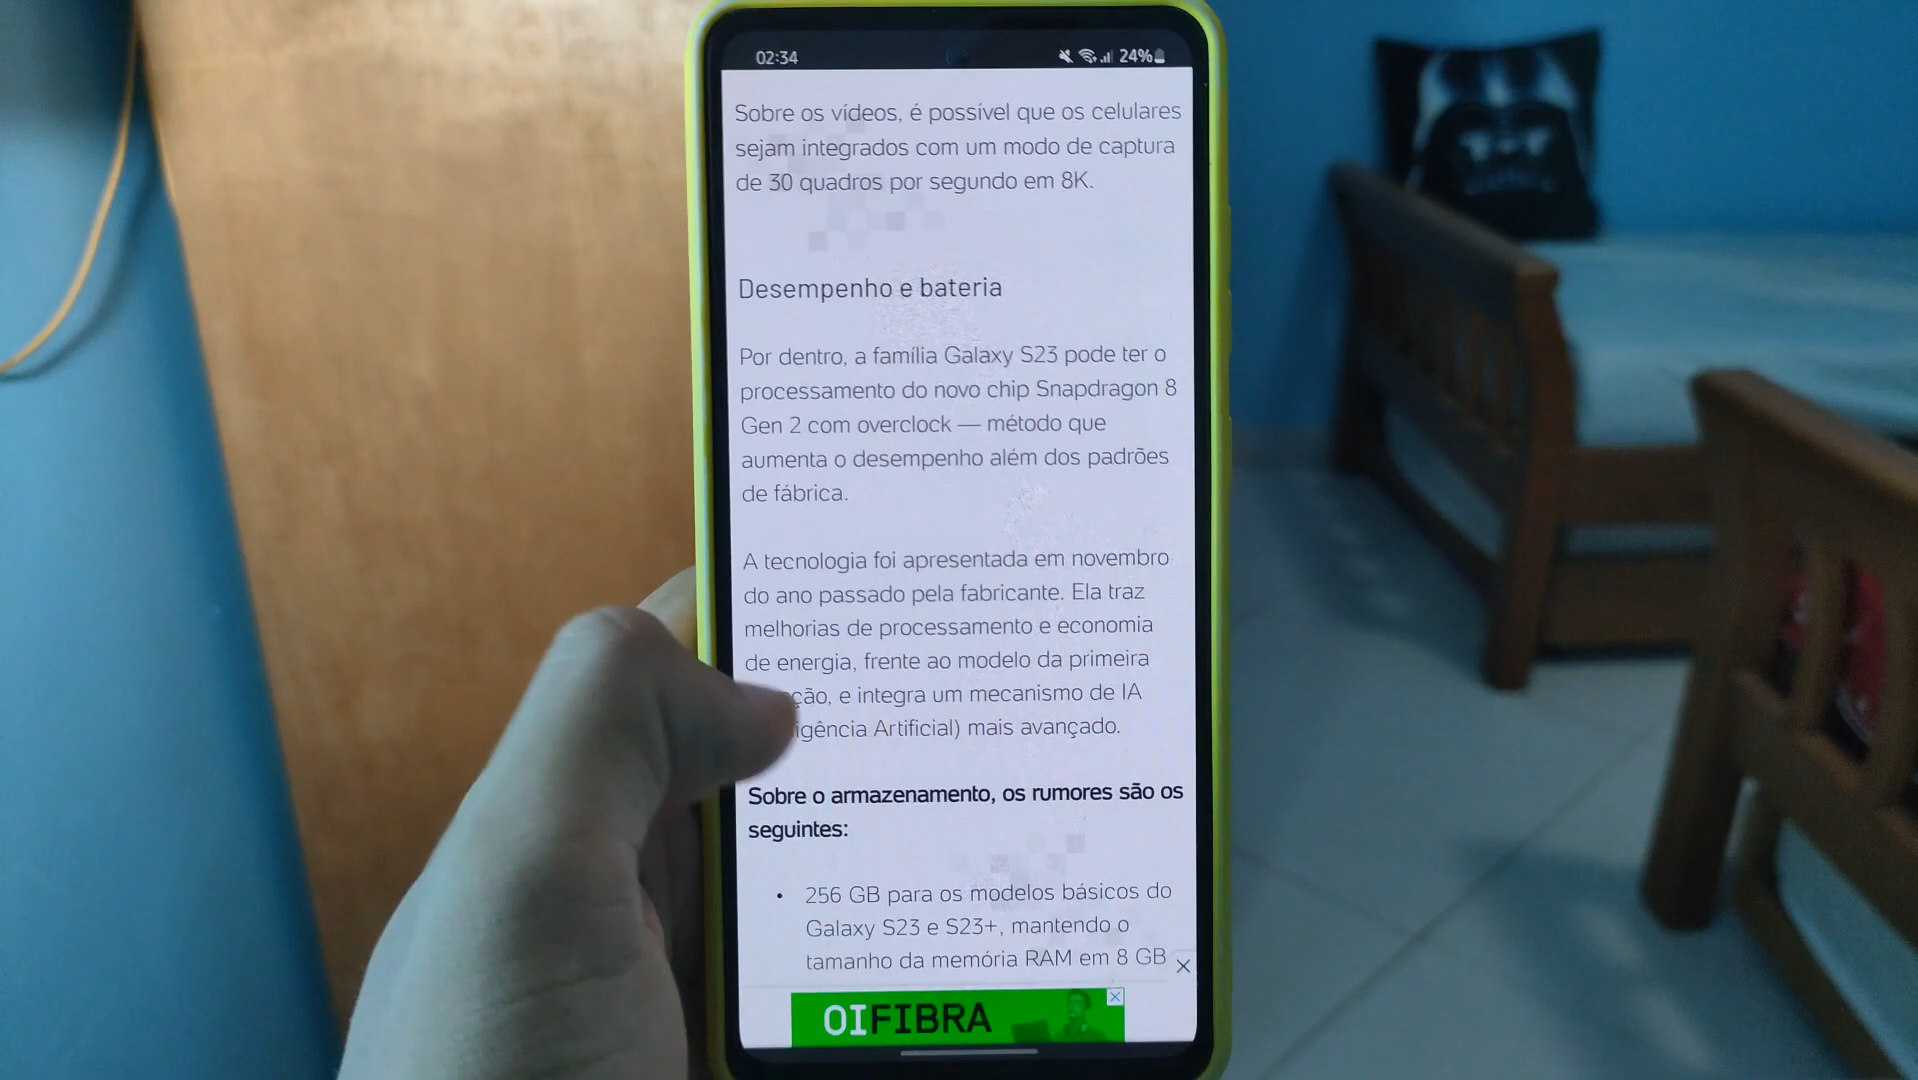 02:34
24%
Sobre os vídeos, é possível que os celulares
sejam integrados com um modo de captura
de 30 quadros por segundo em 8K.
Desempenho e bateria
Por dentro, a família Galaxy S23 pode ter o
processamento do novo chip Snapdragon 8
Gen 2 com overclock — método que
aumenta o desempenho além dos padrões
de fábrica.
A tecnologia foi apresentada em novembro
do ano passado pela fabricante. Ela traz
melhorias de processamento e economia
de energia, frente ao modelo da primeira
e integra um mecanismo de IA
Artificial) mais avançado.
Sobre o armazenamento, os rumores são os
seguintes:
• 256 GB para os modelos básicos do
Galaxy S23 e S23+, mantendo o
tamanho da memória RAM em 8 GB
OIFIBRA